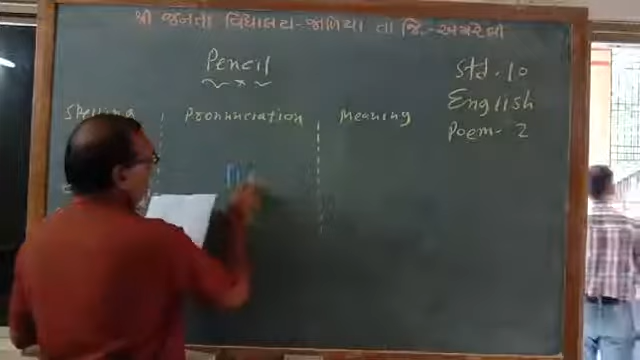 શ્રી જનતા વિદ્યાલય-જાળિયા તા જિ.-અમરેલી
Pencil
Std. 10
English
Poem- 2
Spelling
Pronunciation
Meaning